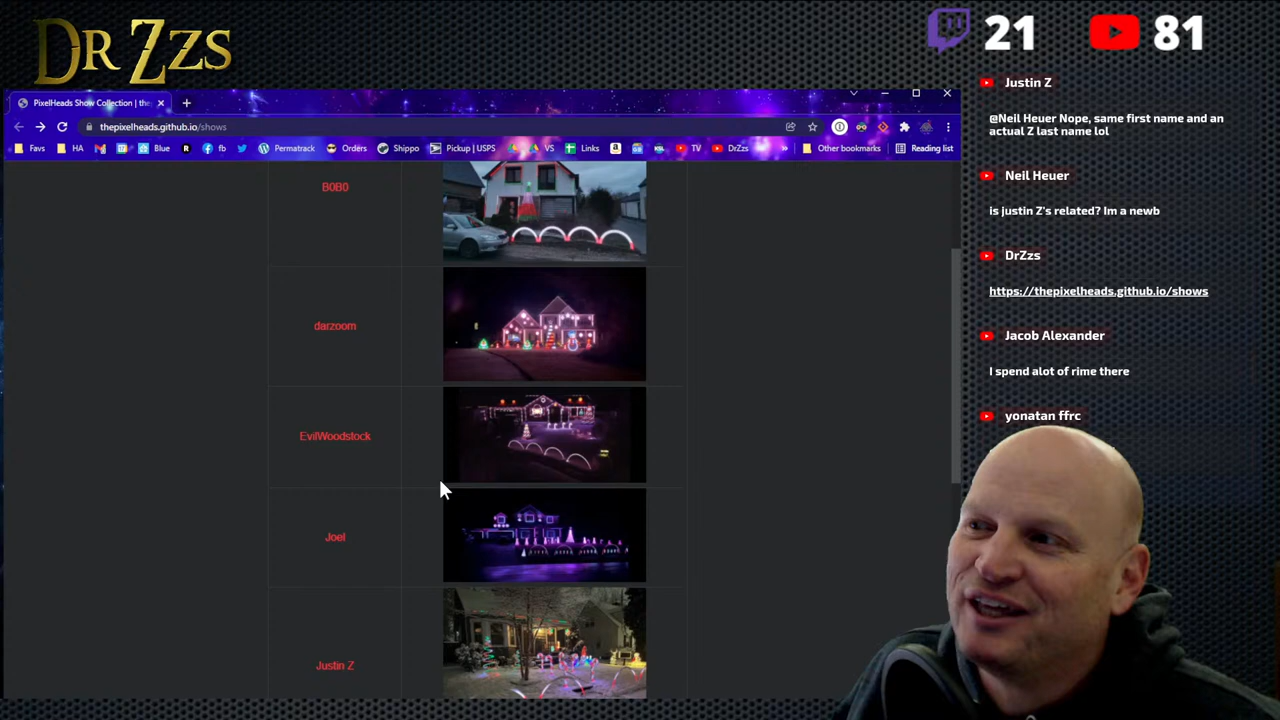 DR ZZS
21
81
PixelHeads Show Collection | the
thepixelheads.github.io/shows
Favs
HA
Blue
R
fb
Permatrack
Orders
Shippo
Pickup | USPS
VS
Links
TV
DrZzs
Other bookmarks
Reading list
B0B0
darzoom
EvilWoodstock
Joel
Justin Z
Justin Z
@Neil Heuer Nope, same first name and an
actual Z last name lol
Neil Heuer
is justin Z's related? Im a newb
DrZzs
https://thepixelheads.github.io/shows
Jacob Alexander
I spend alot of rime there
yonatan ffrc